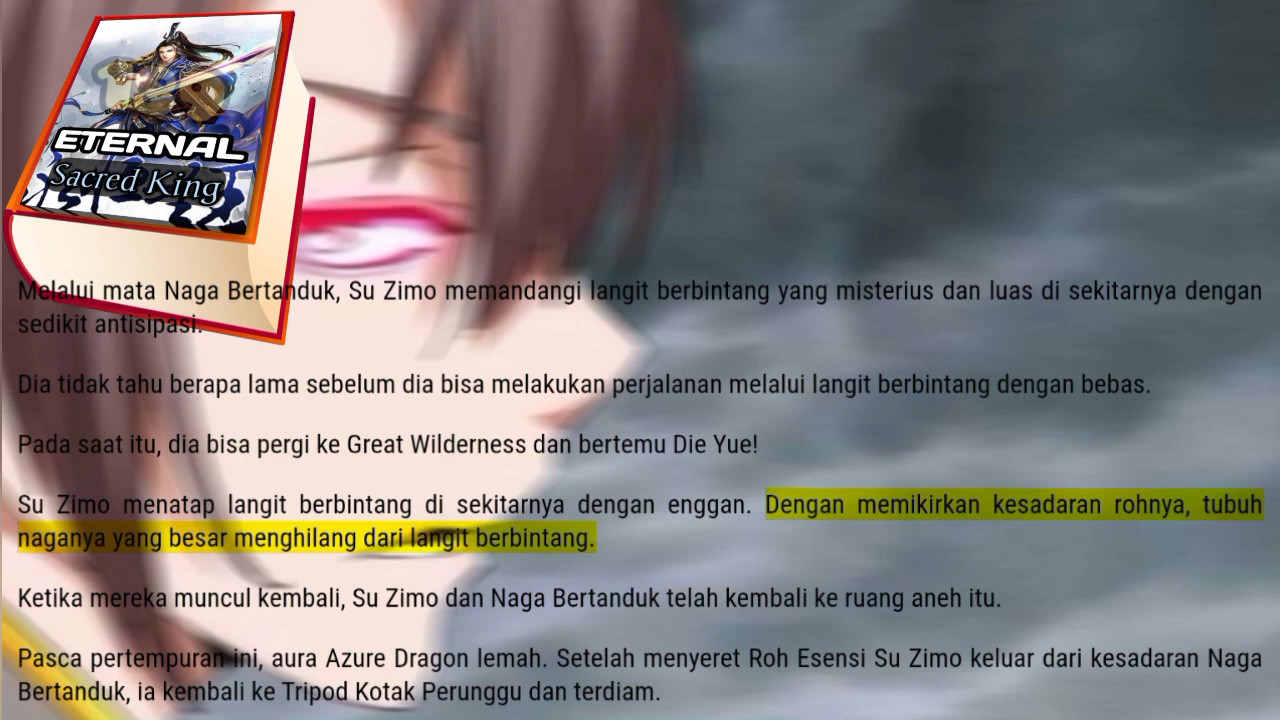 ETERNAL
Sacred King
Melalui mata Naga Bertanduk, Su Zimo memandangi langit berbintang yang misterius dan luas di sekitarnya dengan
sedikit antisipasi.
Dia tidak tahu berapa lama sebelum dia bisa melakukan perjalanan melalui langit berbintang dengan bebas.
Pada saat itu, dia bisa pergi ke Great Wilderness dan bertemu Die Yue!
Su Zimo menatap langit berbintang di sekitarnya dengan enggan. Dengan memikirkan kesadaran rohnya, tubuh
naganya yang besar menghilang dari langit berbintang.
Ketika mereka muncul kembali, Su Zimo dan Naga Bertanduk telah kembali ke ruang aneh itu.
Pasca pertempuran ini, aura Azure Dragon lemah. Setelah menyeret Roh Esensi Su Zimo keluar dari kesadaran Naga
Bertanduk, ia kembali ke Tripod Kotak Perunggu dan terdiam.